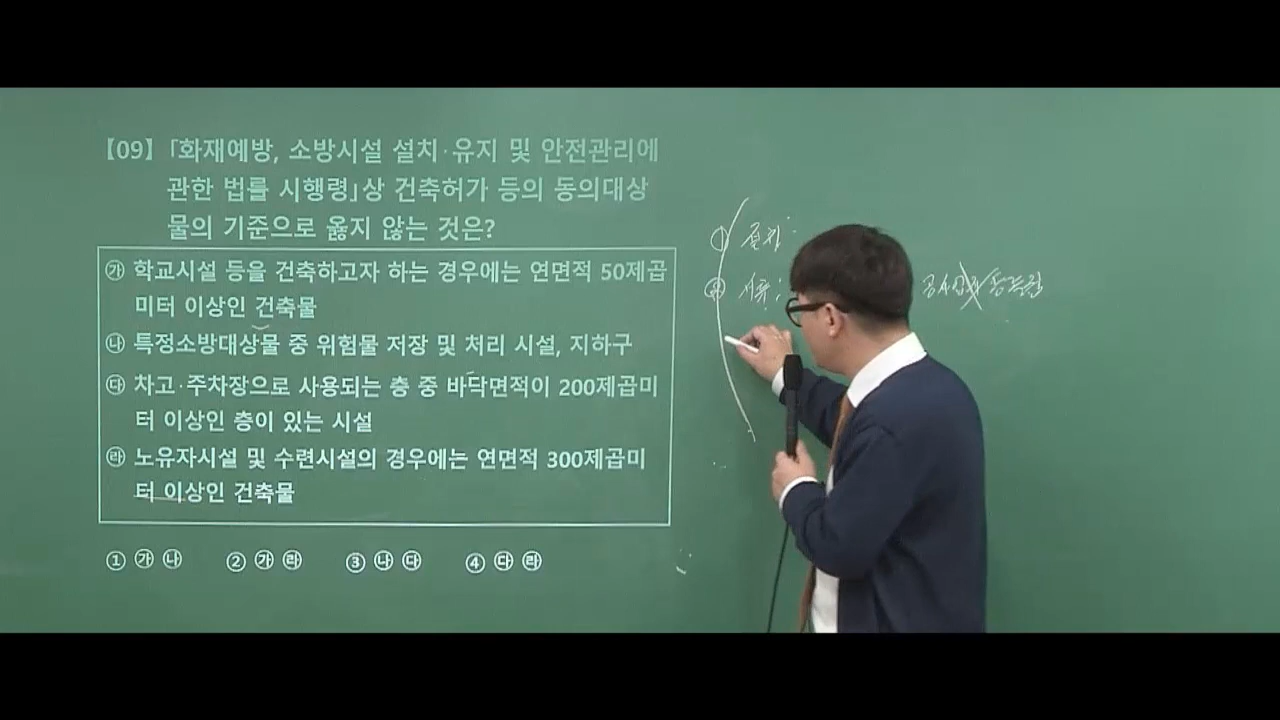 【09】「화재예방, 소방시설 설치·유지 및 안전관리에
관한 법률 시행령」상 건축허가 등의 동의대상
물의 기준으로 옳지 않는 것은?
㉮ 학교시설 등을 건축하고자 하는 경우에는 연면적 50제곱
미터 이상인 건축물
㉯ 특정소방대상물 중 위험물 저장 및 처리 시설, 지하구
㉰ 차고·주차장으로 사용되는 층 중 바닥면적이 200제곱미
터 이상인 층이 있는 시설
㉱ 노유자시설 및 수련시설의 경우에는 연면적 300제곱미
터 이상인 건축물
① ㉮ ㉯ ② ㉮ ㉱ ③ ㉯ ㉰ ④ ㉰ ㉱
①
서류;